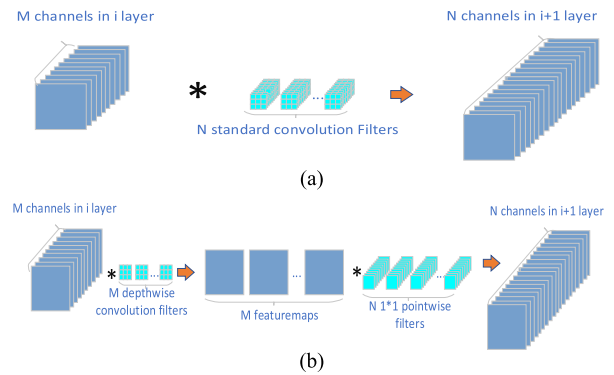 M channels in i layer
N channels in i+1 layer
*
...
N standard convolution Filters
(a)
M channels in i layer
N channels in i+1 layer
*
...
M depthwise
convolution filters
...
M featuremaps
*
...
N 1*1 pointwise
filters
(b)